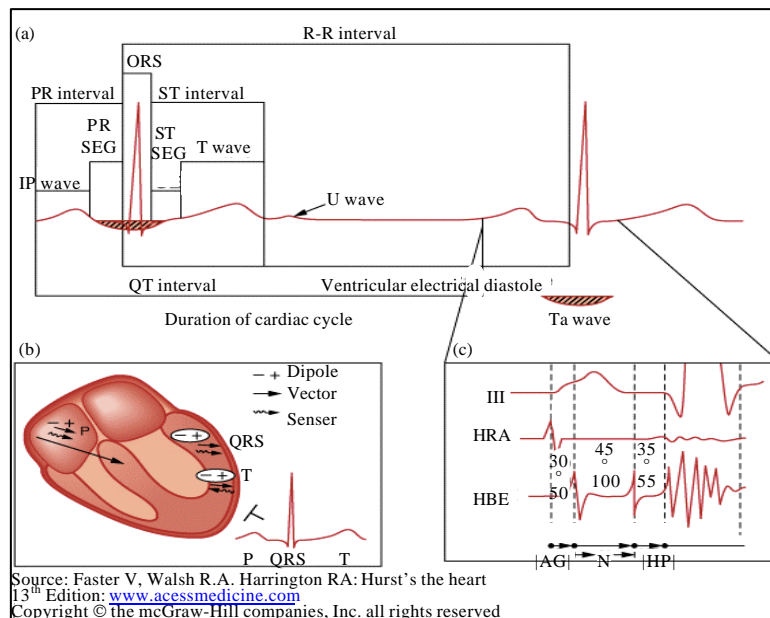 (a)
R-R interval
ORS
PR interval
ST interval
PR
SEG
ST
SEG
T wave
IP wave
U wave
QT interval
Ventricular electrical diastole
Duration of cardiac cycle
Ta wave
(b)
− + Dipole
Vector
Senser
− +
P
− +
QRS
− +
T
P QRS T
(c)
III
HRA
30
°
50
45
°
100
35
°
55
HBE
AG N HP
Source: Faster V, Walsh R.A. Harrington RA: Hurst's the heart
13th Edition: www.acessmedicine.com
Copyright © the mcGraw-Hill companies, Inc. all rights reserved